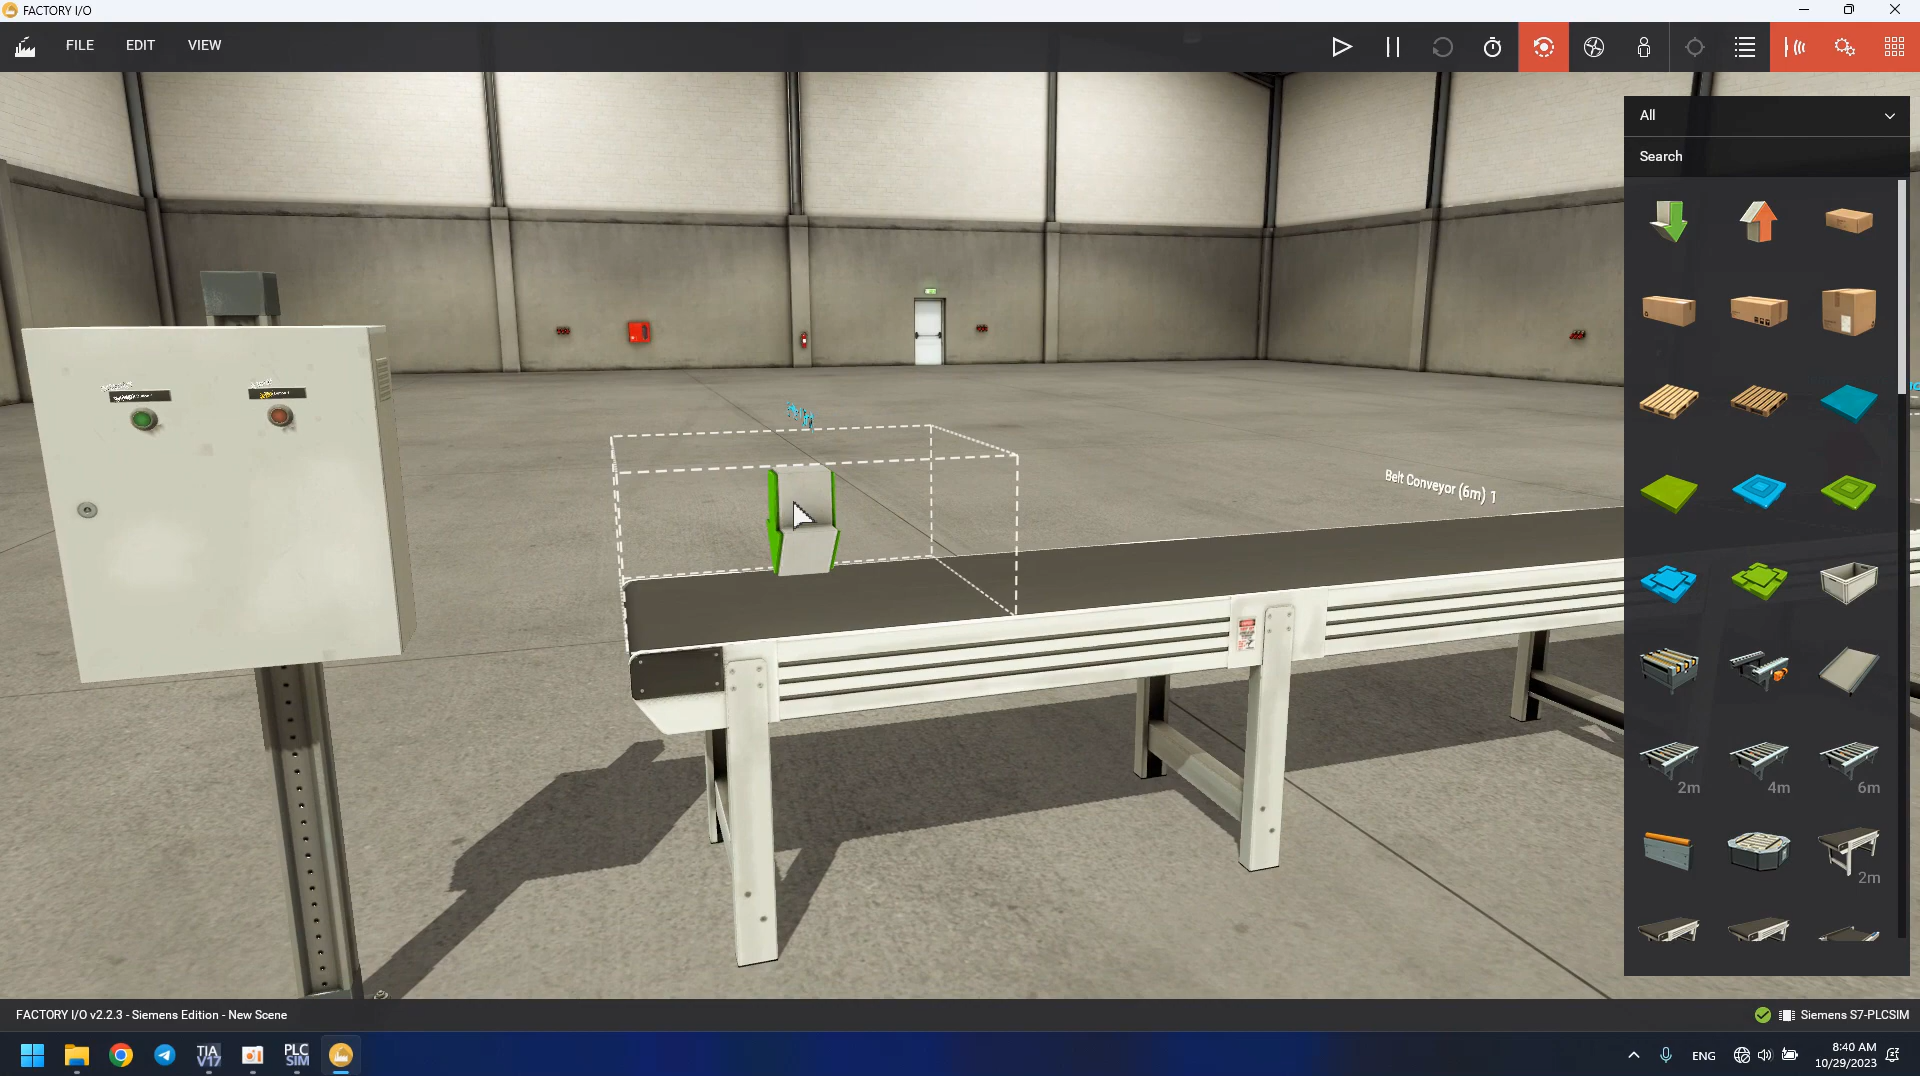 FACTORY I/O
FILE EDIT VIEW
All
Search
Belt Conveyor (6m) 1
2m 4m 6m
2m
FACTORY I/O v2.2.3 - Siemens Edition - New Scene
Siemens S7-PLCSIM
TIA V17
PLC SIM
ENG
8:40 AM
10/29/2023